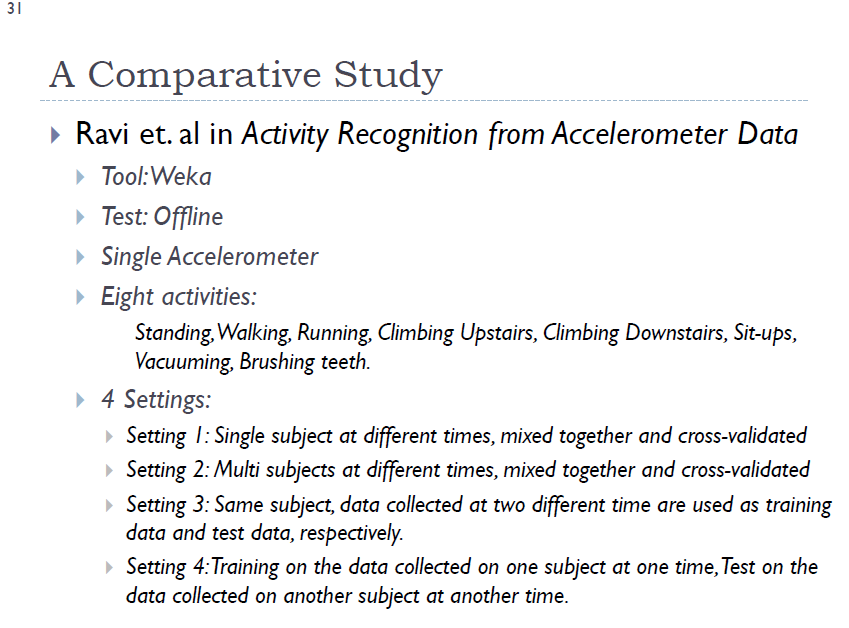 31
A Comparative Study
Ravi et. al in Activity Recognition from Accelerometer Data
Tool: Weka
Test: Offline
Single Accelerometer
Eight activities:
Standing, Walking, Running, Climbing Upstairs, Climbing Downstairs, Sit-ups,
Vacuuming, Brushing teeth.
4 Settings:
Setting 1: Single subject at different times, mixed together and cross-validated
Setting 2: Multi subjects at different times, mixed together and cross-validated
Setting 3: Same subject, data collected at two different time are used as training
data and test data, respectively.
Setting 4: Training on the data collected on one subject at one time, Test on the
data collected on another subject at another time.